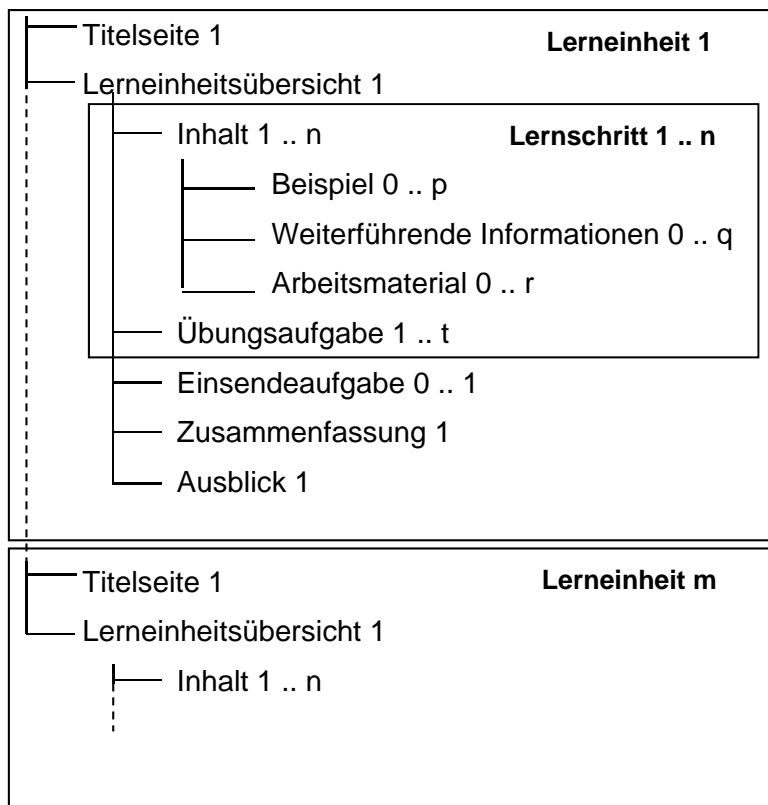 Titelseite 1
Lerneinheit 1
Lerneinheitsübersicht 1
Inhalt 1 .. n
Lernschritt 1 .. n
Beispiel 0 .. p
Weiterführende Informationen 0 .. q
Arbeitsmaterial 0 .. r
Übungsaufgabe 1 .. t
Einsendeaufgabe 0 .. 1
Zusammenfassung 1
Ausblick 1
Titelseite 1
Lerneinheit m
Lerneinheitsübersicht 1
Inhalt 1 .. n